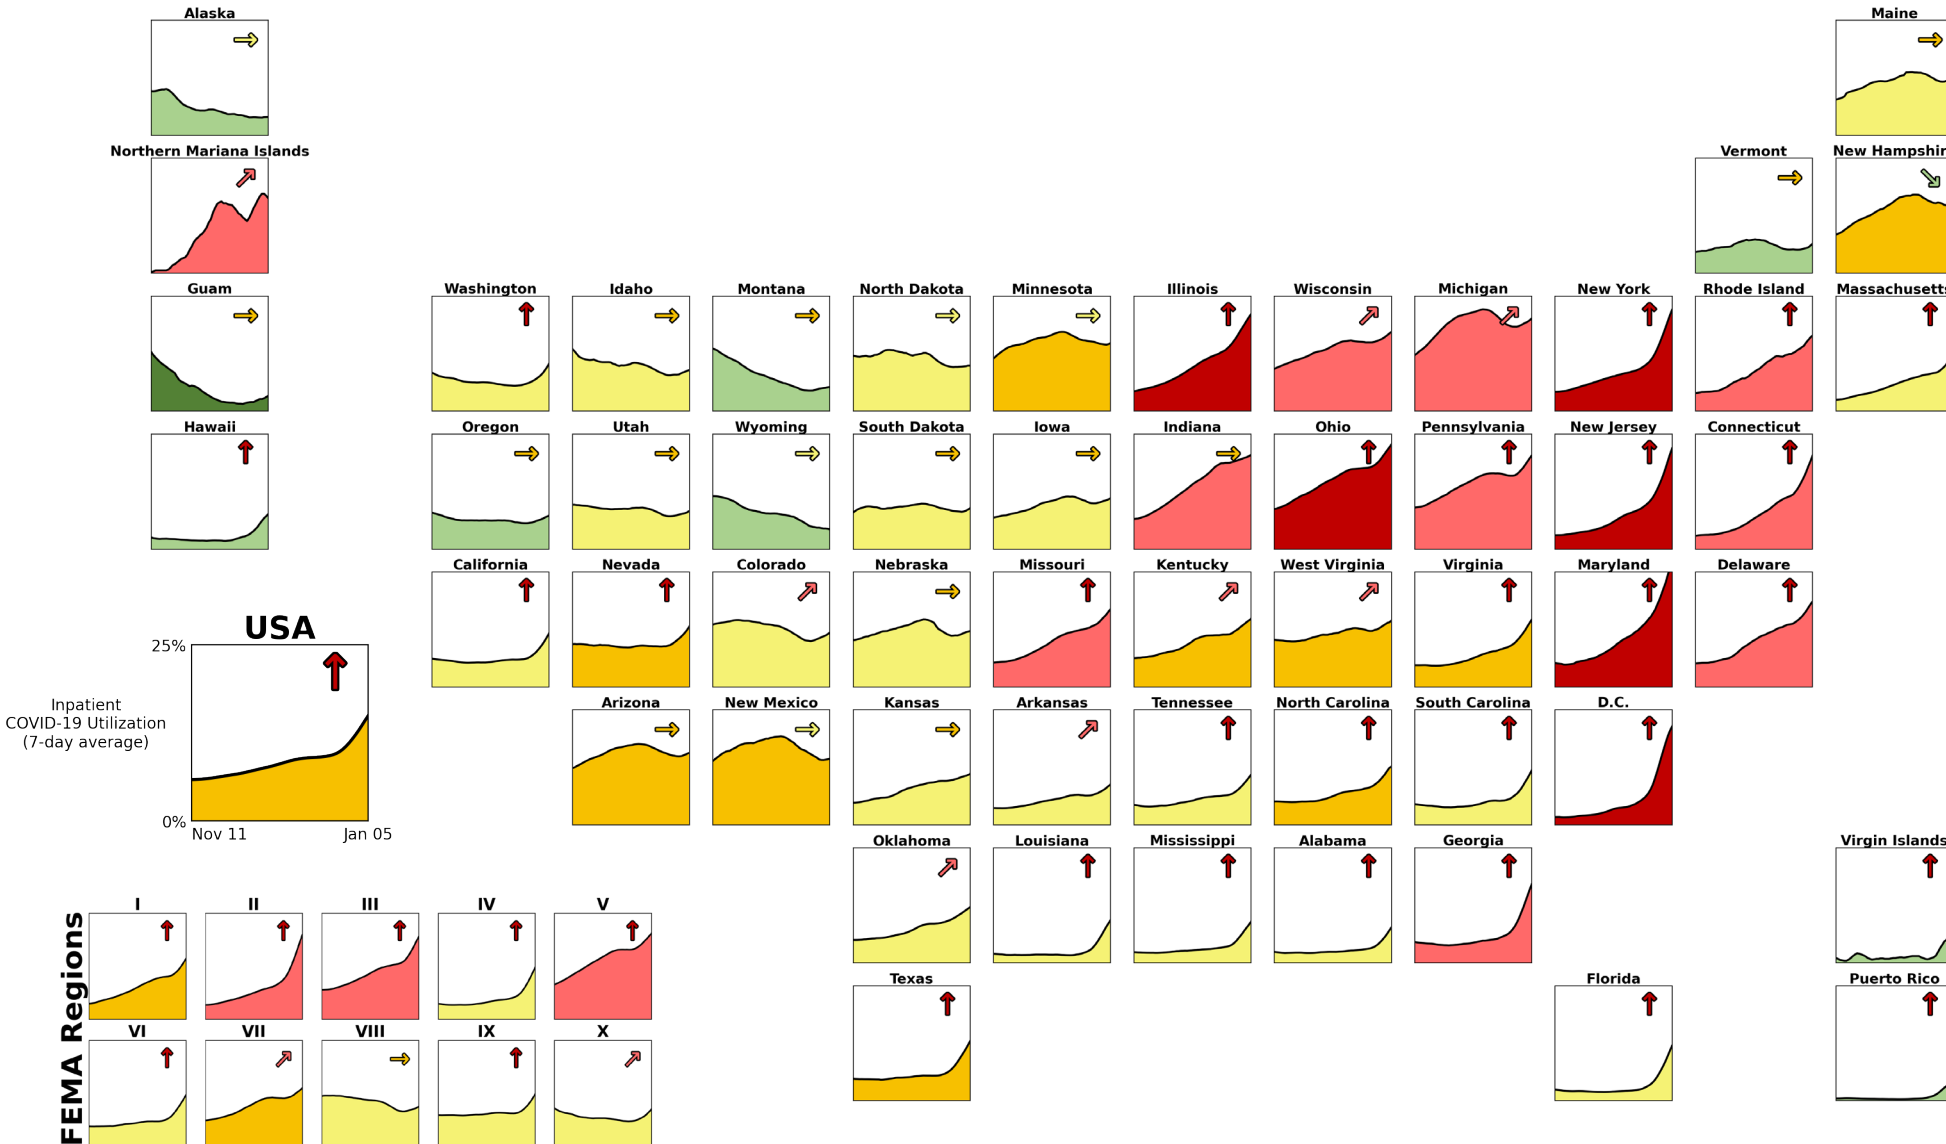 Alaska
Maine
Northern Mariana Islands
Vermont
New Hampshir
Guam
Washington
Idaho
Montana
North Dakota
Minnesota
Illinois
Wisconsin
Michigan
New York
Rhode Island
Massachusetts
Hawaii
Oregon
Utah
Wyoming
South Dakota
Iowa
Indiana
Ohio
Pennsylvania
New Jersey
Connecticut
California
Nevada
Colorado
Nebraska
Missouri
Kentucky
West Virginia
Virginia
Maryland
Delaware
USA
25%
Inpatient
COVID-19 Utilization
(7-day average)
0%
Nov 11
Jan 05
Arizona
New Mexico
Kansas
Arkansas
Tennessee
North Carolina
South Carolina
D.C.
Oklahoma
Louisiana
Mississippi
Alabama
Georgia
Virgin Islands
Texas
Florida
Puerto Rico
FEMA Regions
I
II
III
IV
V
VI
VII
VIII
IX
X